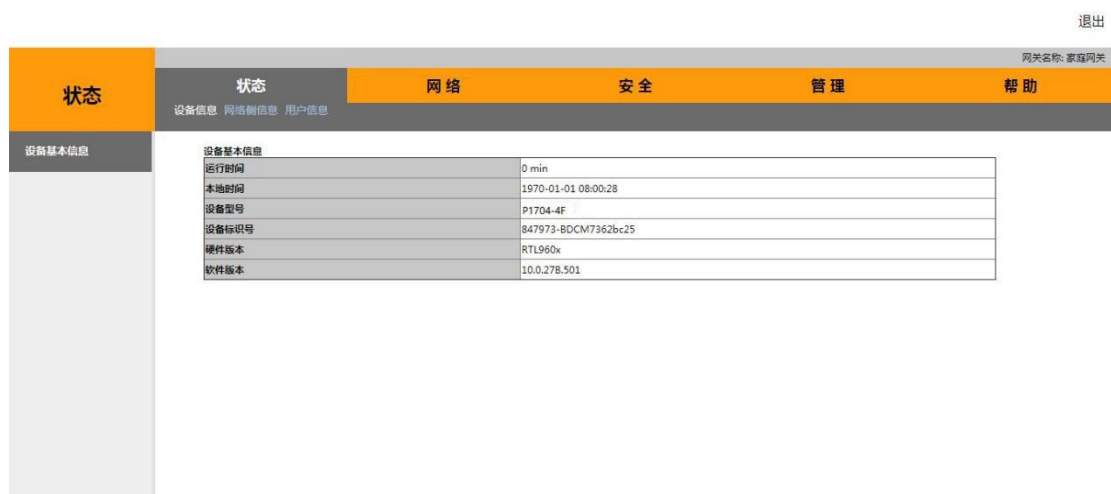 退出
网关名称: 家庭网关
状态
状态 网络 安全 管理 帮助
设备信息 网络侧信息 用户信息
设备基本信息
设备基本信息
运行时间 0 min
本地时间 1970-01-01 08:00:28
设备型号 P1704-4F
设备标识号 847973-BDCM7362bc25
硬件版本 RTL960x
软件版本 10.0.27B.501